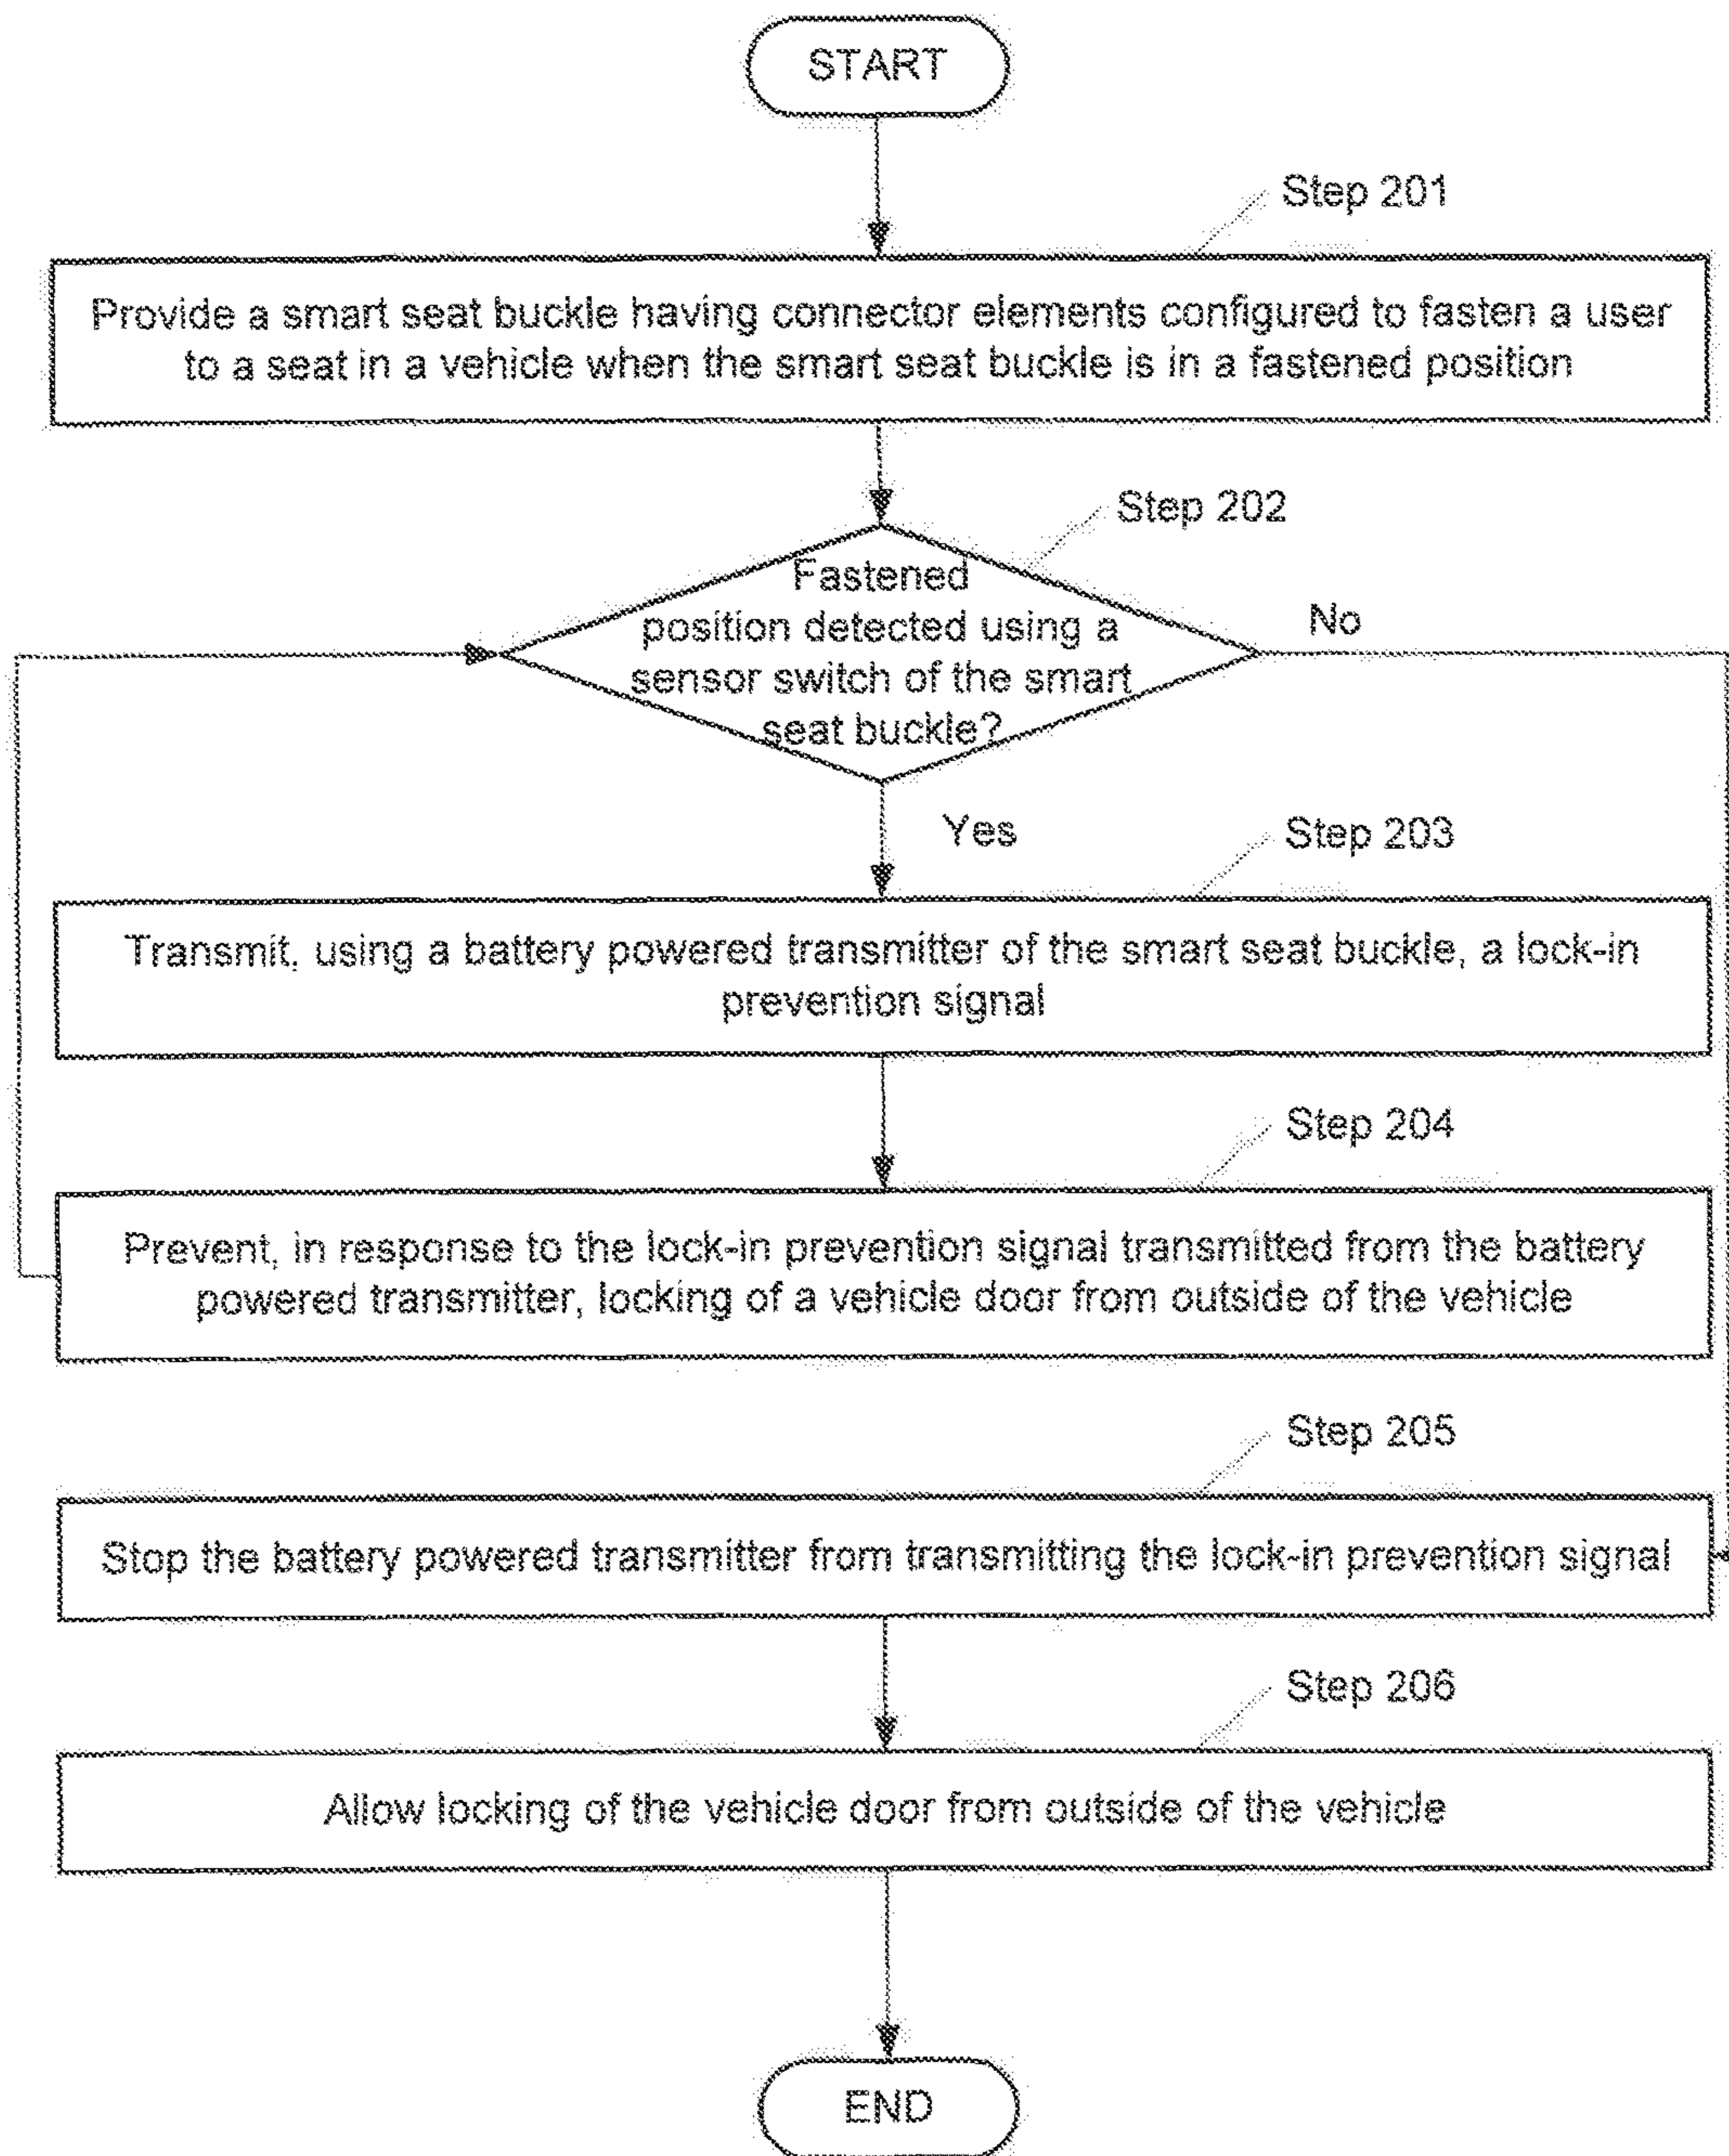 START
Step 201
Provide a smart seat buckle having connector elements configured to fasten a user
to a seat in a vehicle when the smart seat buckle is in a fastened position
Step 202
Fastened
position detected using a
sensor switch of the smart
seat buckle?
No
Yes
Step 203
Transmit, using a battery powered transmitter of the smart seat buckle, a lock-in
prevention signal
Step 204
Prevent, in response to the lock-in prevention signal transmitted from the battery
powered transmitter, locking of a vehicle door from outside of the vehicle
Step 205
Stop the battery powered transmitter from transmitting the lock-in prevention signal
Step 206
Allow locking of the vehicle door from outside of the vehicle
END